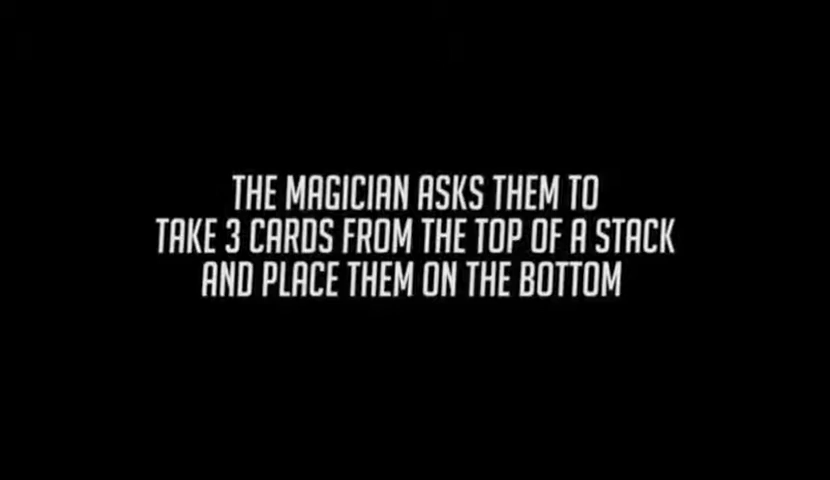 THE MAGICIAN ASKS THEM TO
TAKE 3 CARDS FROM THE TOP OF A STACK
AND PLACE THEM ON THE BOTTOM